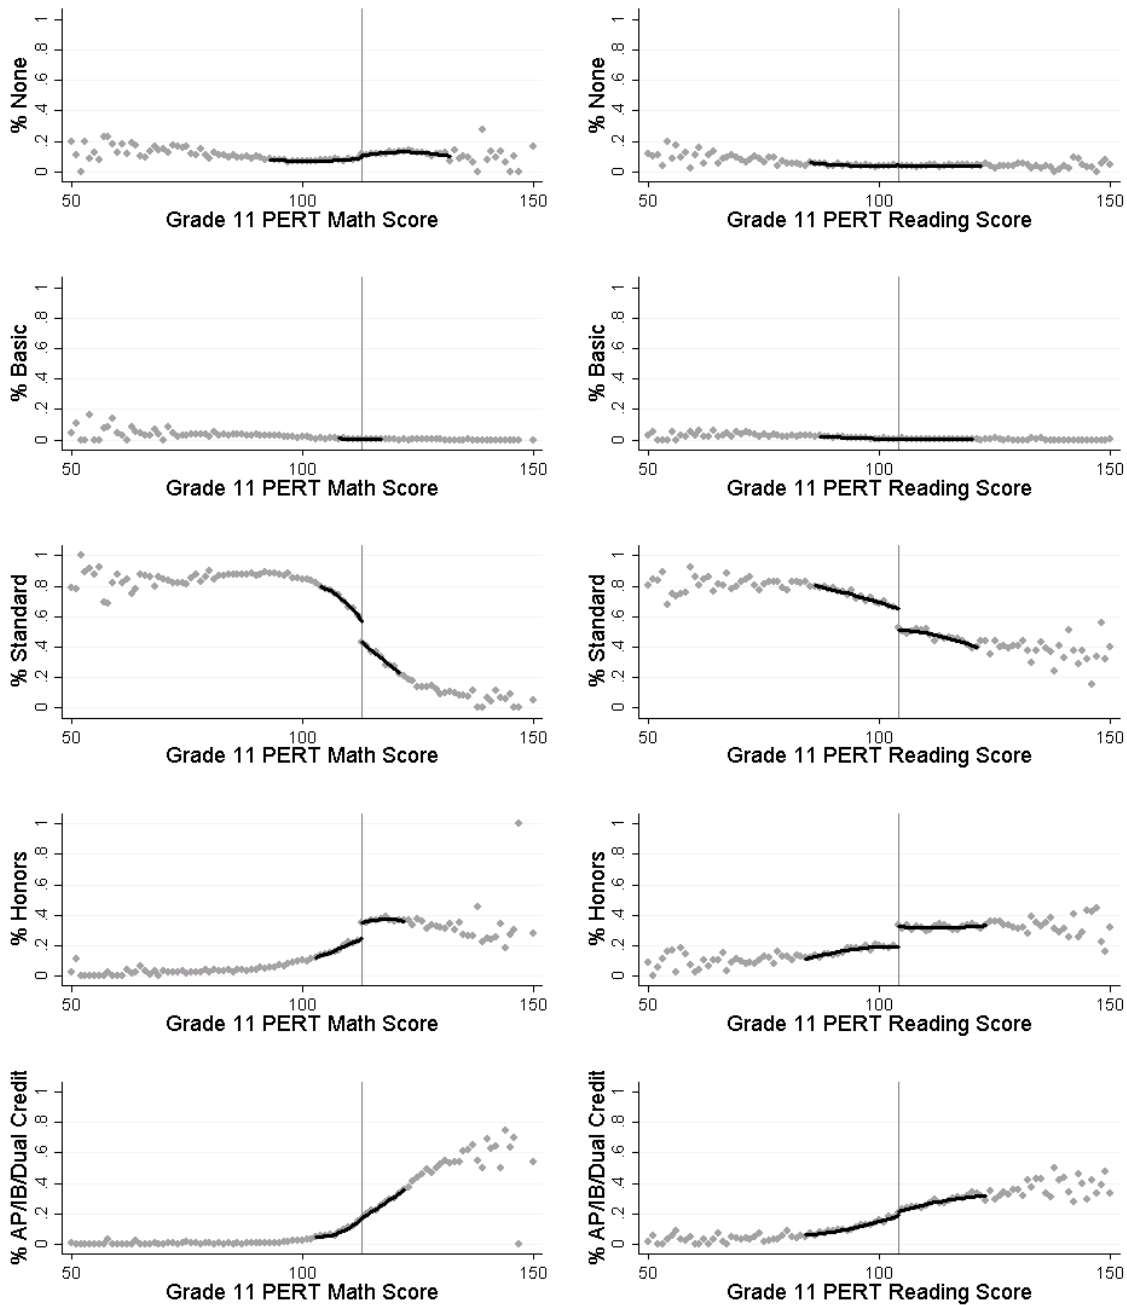 % None
1
.8
.6
.4
.2
0
50 100 150
Grade 11 PERT Math Score
% None
1
.8
.6
.4
.2
0
50 100 150
Grade 11 PERT Reading Score
% Basic
1
.8
.6
.4
.2
0
50 100 150
Grade 11 PERT Math Score
% Basic
1
.8
.6
.4
.2
0
50 100 150
Grade 11 PERT Reading Score
% Standard
1
.8
.6
.4
.2
0
50 100 150
Grade 11 PERT Math Score
% Standard
1
.8
.6
.4
.2
0
50 100 150
Grade 11 PERT Reading Score
% Honors
1
.8
.6
.4
.2
0
50 100 150
Grade 11 PERT Math Score
% Honors
1
.8
.6
.4
.2
0
50 100 150
Grade 11 PERT Reading Score
% AP/IB/Dual Credit
1
.8
.6
.4
.2
0
50 100 150
Grade 11 PERT Math Score
% AP/IB/Dual Credit
1
.8
.6
.4
.2
0
50 100 150
Grade 11 PERT Reading Score